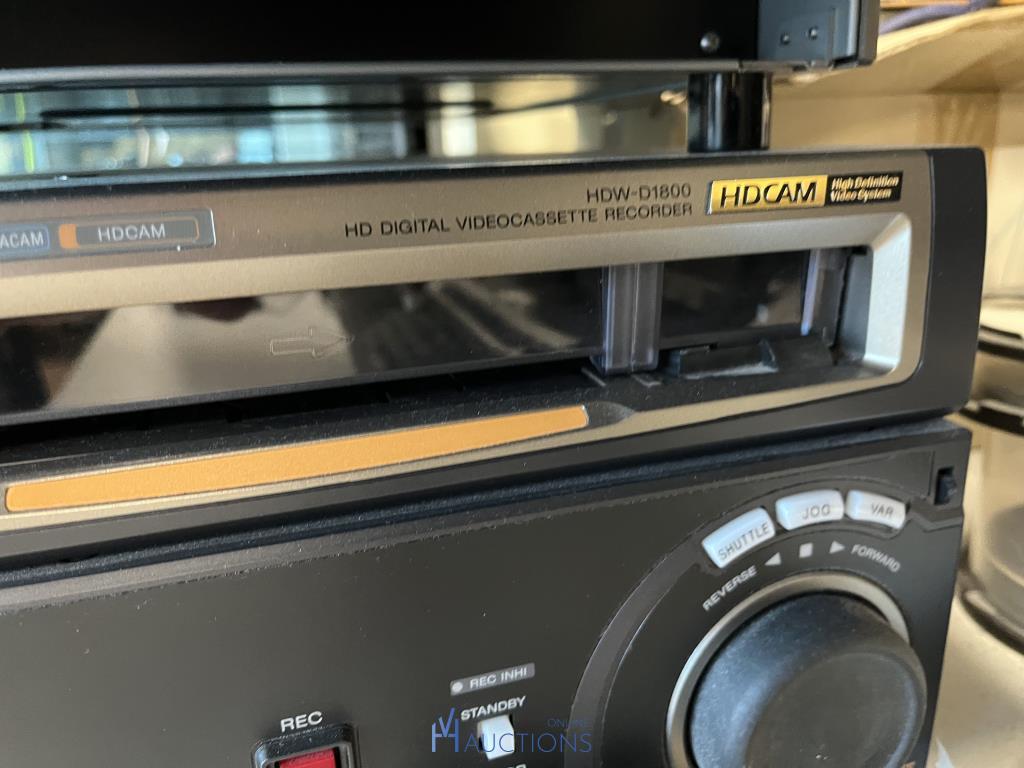 HDW-D1800
HDCAM
High Definition
Video System
HD DIGITAL VIDEOCASSETTE RECORDER
ACAM
HDCAM
SHUTTLE
JOG
VAR
REVERSE
FORWARD
REC INHI
STANDBY
REC
ONLINE
AUCTIONS